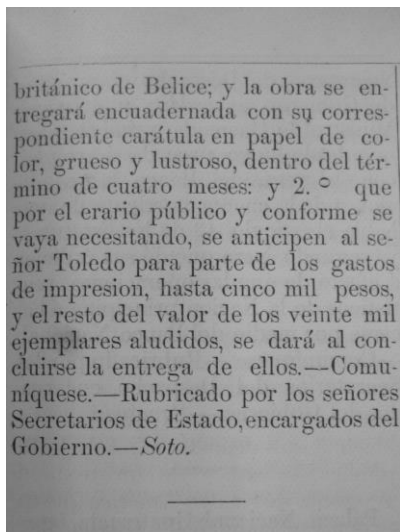 británico de Belice; y la obra se en-
tregará encuadernada con su corres-
pondiente carátula en papel de co-
lor, grueso y lustroso, dentro del tér-
mino de cuatro meses: y 2. ° que
por el erario público y conforme se
vaya necesitando, se anticipen al se-
ñor Toledo para parte de los gastos
de impresion, hasta cinco mil pesos,
y el resto del valor de los veinte mil
ejemplares aludidos, se dará al con-
cluirse la entrega de ellos.—Comu-
níquese.—Rubricado por los señores
Secretarios de Estado, encargados del
Gobierno.—Soto.